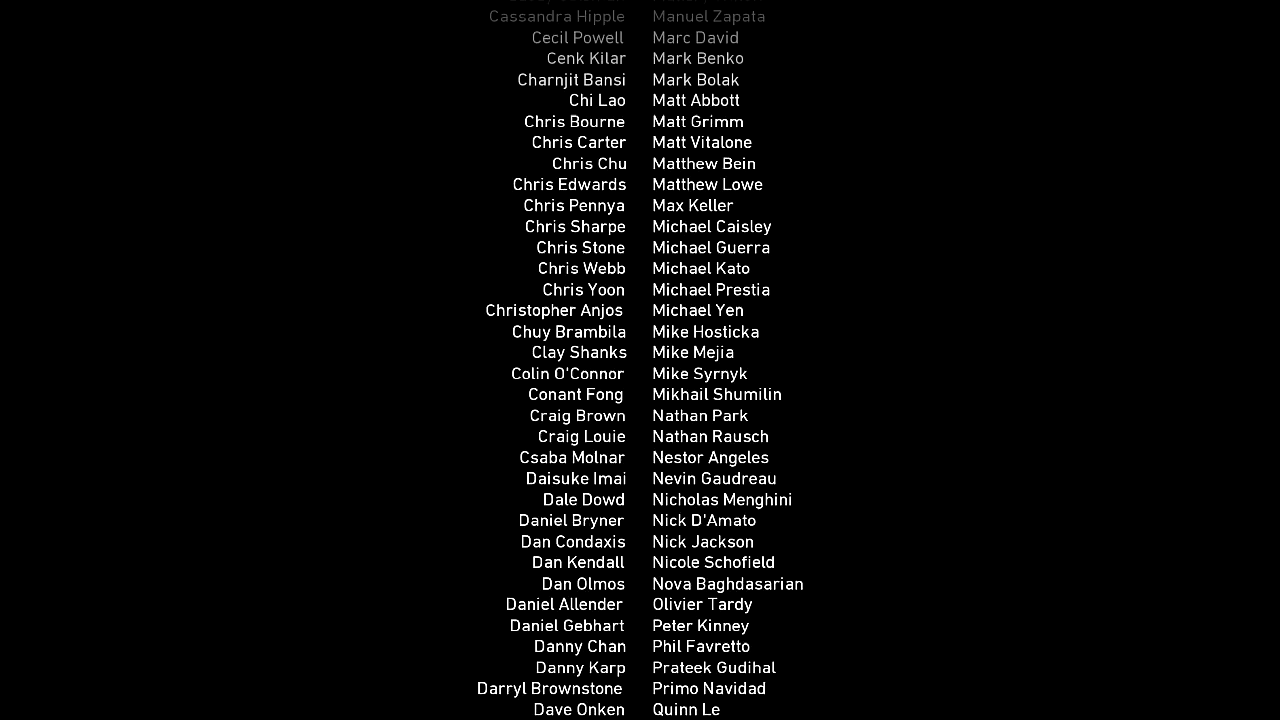 Cassandra Hipple Manuel Zapata
Cecil Powell Marc David
Cenk Kilar Mark Benko
Charnjit Bansi Mark Bolak
Chi Lao Matt Abbott
Chris Bourne Matt Grimm
Chris Carter Matt Vitalone
Chris Chu Matthew Bein
Chris Edwards Matthew Lowe
Chris Pennya Max Keller
Chris Sharpe Michael Caisley
Chris Stone Michael Guerra
Chris Webb Michael Kato
Chris Yoon Michael Prestia
Christopher Anjos Michael Yen
Chuy Brambila Mike Hosticka
Clay Shanks Mike Mejia
Colin O'Connor Mike Syrnyk
Conant Fong Mikhail Shumilin
Craig Brown Nathan Park
Craig Louie Nathan Rausch
Csaba Molnar Nestor Angeles
Daisuke Imai Nevin Gaudreau
Dale Dowd Nicholas Menghini
Daniel Bryner Nick D'Amato
Dan Condaxis Nick Jackson
Dan Kendall Nicole Schofield
Dan Olmos Nova Baghdasarian
Daniel Allender Olivier Tardy
Daniel Gebhart Peter Kinney
Danny Chan Phil Favretto
Danny Karp Prateek Gudihal
Darryl Brownstone Primo Navidad
Dave Onken Quinn Le